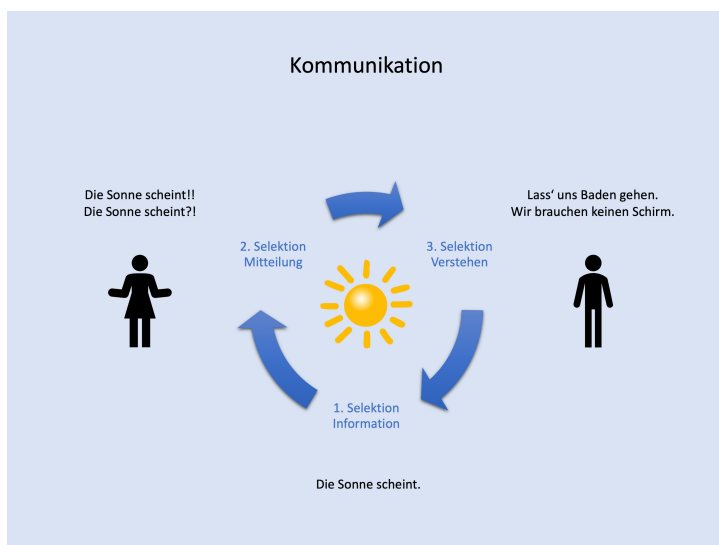 Kommunikation
Die Sonne scheint!!
Die Sonne scheint?!
Lass‘ uns Baden gehen.
Wir brauchen keinen Schirm.
2. Selektion
Mitteilung
3. Selektion
Verstehen
1. Selektion
Information
Die Sonne scheint.